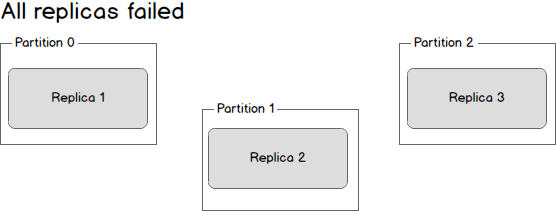 All replicas failed
Partition 0
Replica 1
Partition 1
Replica 2
Partition 2
Replica 3